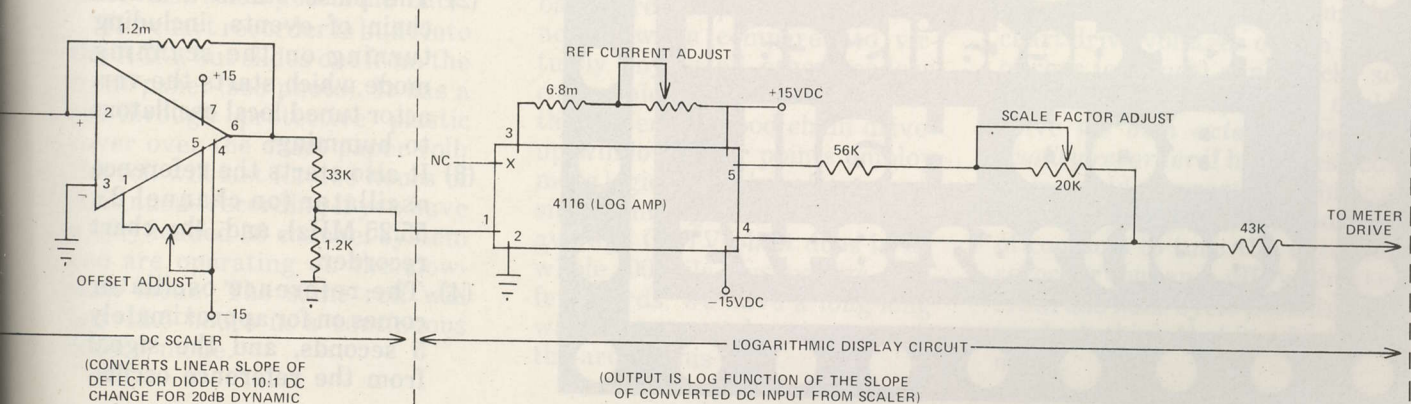 1.2m
+15
7
2
+
6
5
4
3
−
33K
1.2K
OFFSET ADJUST
−15
DC SCALER
(CONVERTS LINEAR SLOPE OF
DETECTOR DIODE TO 10:1 DC
CHANGE FOR 20dB DYNAMIC
REF CURRENT ADJUST
6.8m
+15VDC
3
NC
X
5
4116 (LOG AMP)
1
2
4
−15VDC
56K
SCALE FACTOR ADJUST
20K
43K
TO METER
DRIVE
LOGARITHMIC DISPLAY CIRCUIT
(OUTPUT IS LOG FUNCTION OF THE SLOPE
OF CONVERTED DC INPUT FROM SCALER)